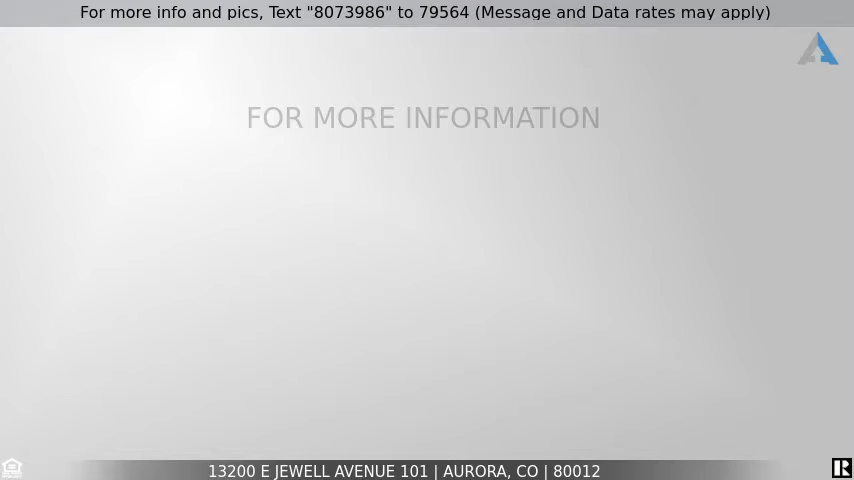 For more info and pics, Text "8073986" to 79564 (Message and Data rates may apply)
FOR MORE INFORMATION
13200 E JEWELL AVENUE 101 | AURORA, CO | 80012